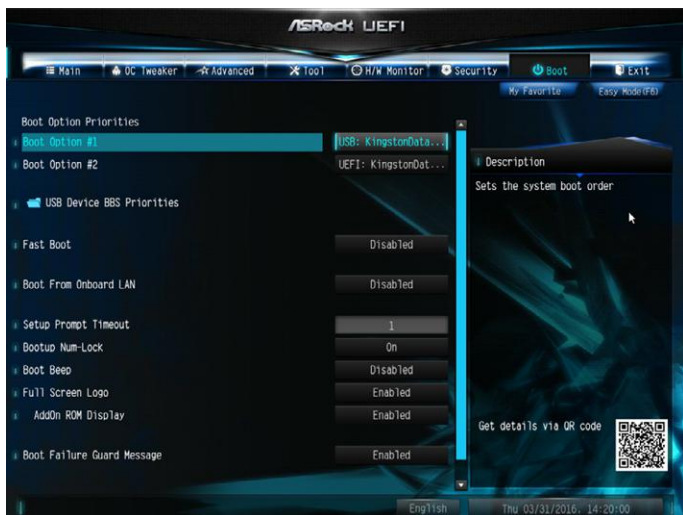 ASRock UEFI
Main OC Tweaker Advanced Tool H/W Monitor Security Boot Exit
My Favorite Easy Mode(F6)
Boot Option Priorities
Boot Option #1 USB: KingstonData...
Boot Option #2 UEFI: KingstonDat...
USB Device BBS Priorities
Fast Boot Disabled
Boot From Onboard LAN Disabled
Setup Prompt Timeout 1
Bootup Num-Lock On
Boot Beep Disabled
Full Screen Logo Enabled
AddOn ROM Display Enabled
Boot Failure Guard Message Enabled
Description
Sets the system boot order
Get details via QR code
English Thu 03/31/2016, 14:20:00